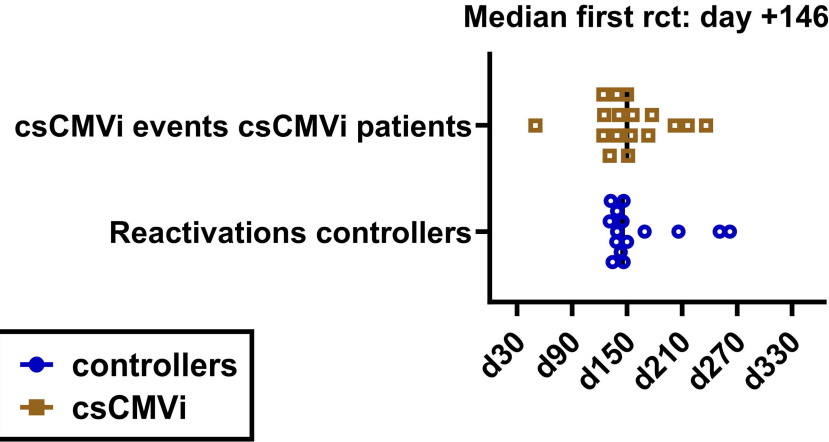 Median first rct: day +146
csCMVi events csCMVi patients
Reactivations controllers
d30
d90
d150
d210
d270
d330
controllers
csCMVi